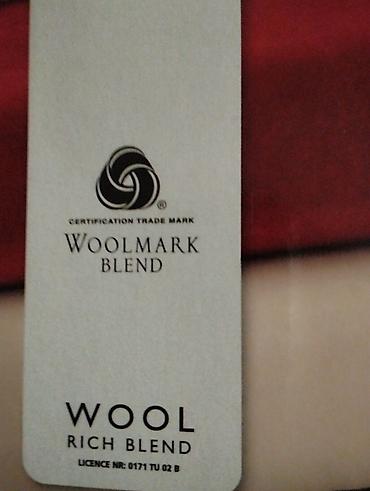 ®
CERTIFICATION TRADE MARK
WOOLMARK
BLEND
WOOL
RICH BLEND
LICENCE NR: 0171 TU 02 B